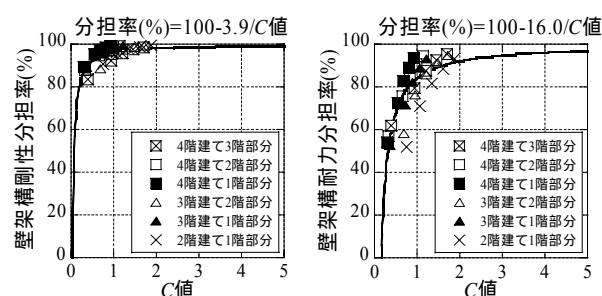 分担率(%)=100-3.9/C値
壁架構剛性分担率(%)
100
80
60
40
20
0
4階建て3階部分
4階建て2階部分
4階建て1階部分
3階建て2階部分
3階建て1階部分
2階建て1階部分
0 1 2 3 4 5
C値
分担率(%)=100-16.0/C値
壁架構耐力分担率(%)
100
80
60
40
20
0
4階建て3階部分
4階建て2階部分
4階建て1階部分
3階建て2階部分
3階建て1階部分
2階建て1階部分
0 1 2 3 4 5
C値